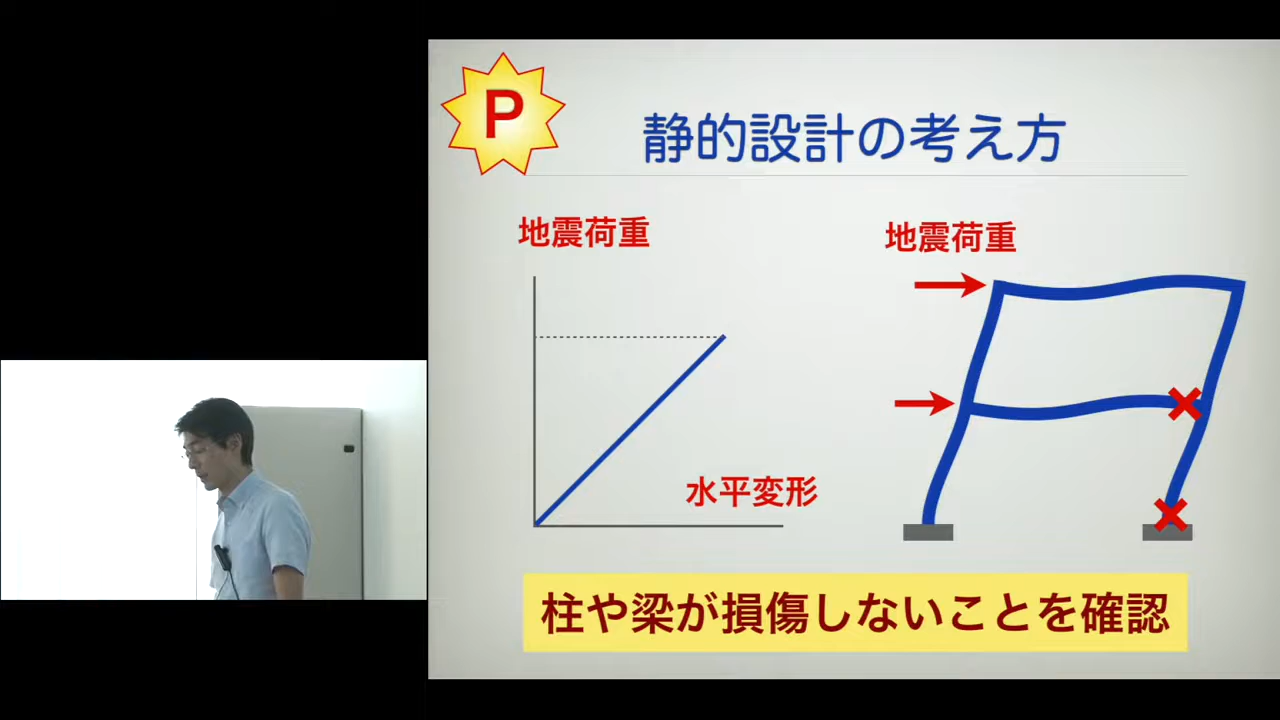 P
静的設計の考え方
地震荷重
地震荷重
水平変形
柱や梁が損傷しないことを確認